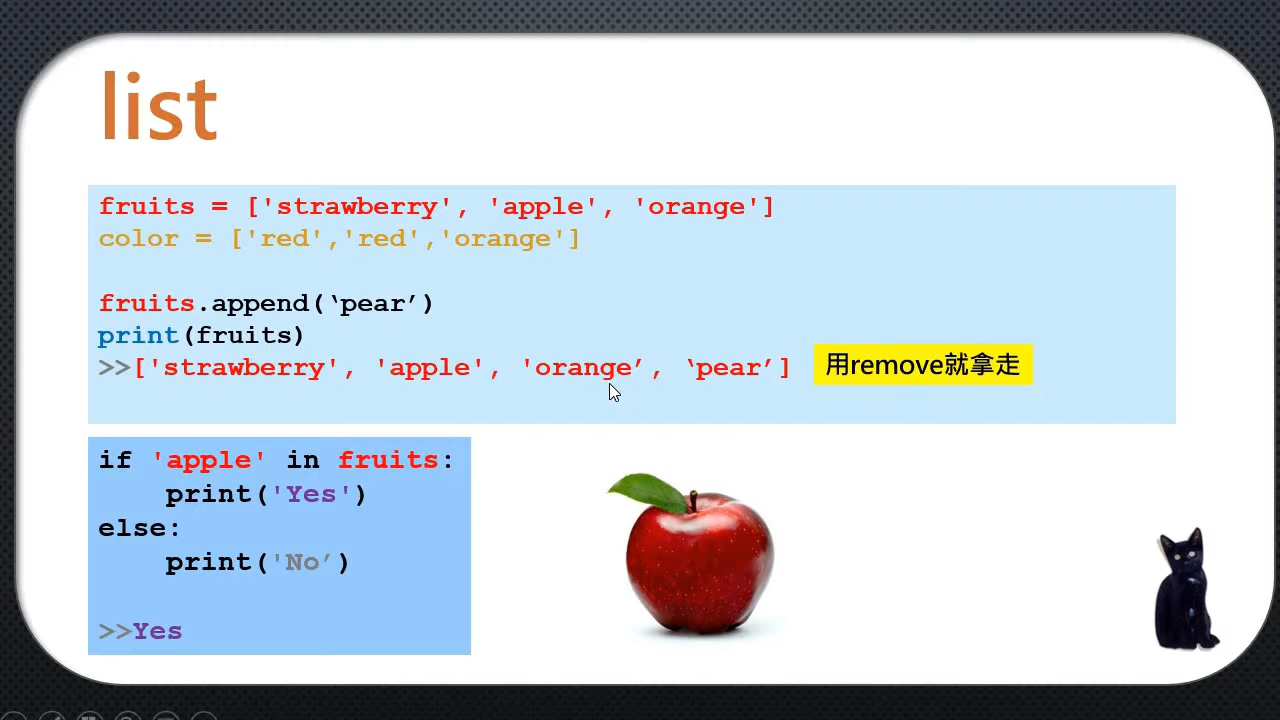 list
fruits = ['strawberry', 'apple', 'orange']
color = ['red','red','orange']
fruits.append(‘pear’)
print(fruits)
>>['strawberry', 'apple', 'orange’, ‘pear’]
用remove就拿走
if 'apple' in fruits:
    print('Yes')
else:
    print('No’)
>>Yes